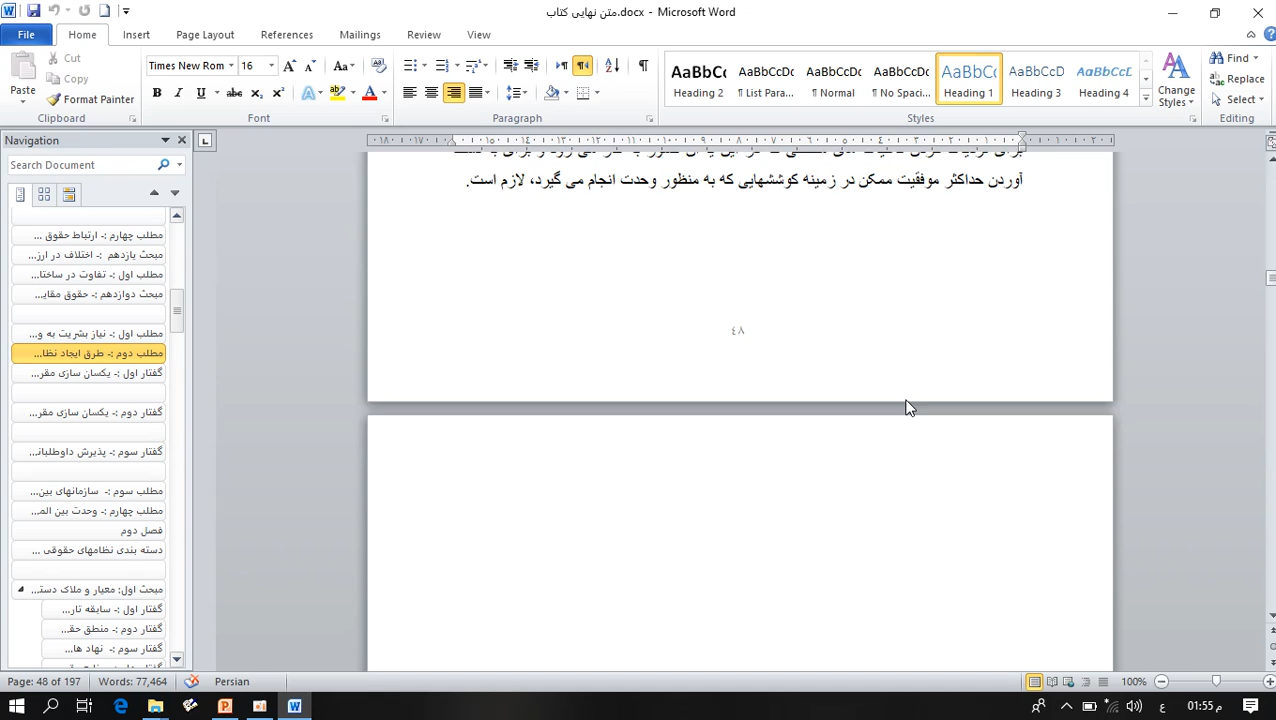 متن نهایی کتاب.docx - Microsoft Word
File Home Insert Page Layout References Mailings Review View
Paste
Cut
Copy
Format Painter
Clipboard
Times New Rom 16
Font
Paragraph
AaBbCc Heading 2
AaBbCcDc ¶ List Para...
AaBbCcDc ¶ Normal
AaBbCcDc ¶ No Spaci...
AaBbC( Heading 1
AaBbCcD Heading 3
AaBbCcL Heading 4
Change Styles
Styles
Find
Replace
Select
Editing
Navigation
Search Document
مطلب چهارم :- ارتباط حقوق ...
مبحث یازدهم :- اختلاف در ارز...
مطلب اول :- تفاوت در ساختا...
مبحث دوازدهم :- حقوق مقای...
مطلب اول :- نیاز بشریت به و...
مطلب دوم :- طرق ایجاد نظا...
گفتار اول :- یکسان سازی مقر...
گفتار دوم :- یکسان سازی مقر...
گفتار سوم :- پذیرش داوطلبان...
مطلب سوم :- سازمانهای بین...
مطلب چهارم :- وحدت بین الم...
فصل دوم
دسته بندی نظامهای حقوقی ...
مبحث اول: معیار و ملاک دست...
گفتار اول :- سابقه تار...
گفتار دوم :- منطق حق...
گفتار سوم :- نهاد ها...
آوردن حداکثر موفقیت ممکن در زمینه کوششهایی که به منظور وحدت انجام می گیرد، لازم است.
٤٨
Page: 48 of 197 Words: 77,464 Persian 100%
ع 01:55 م